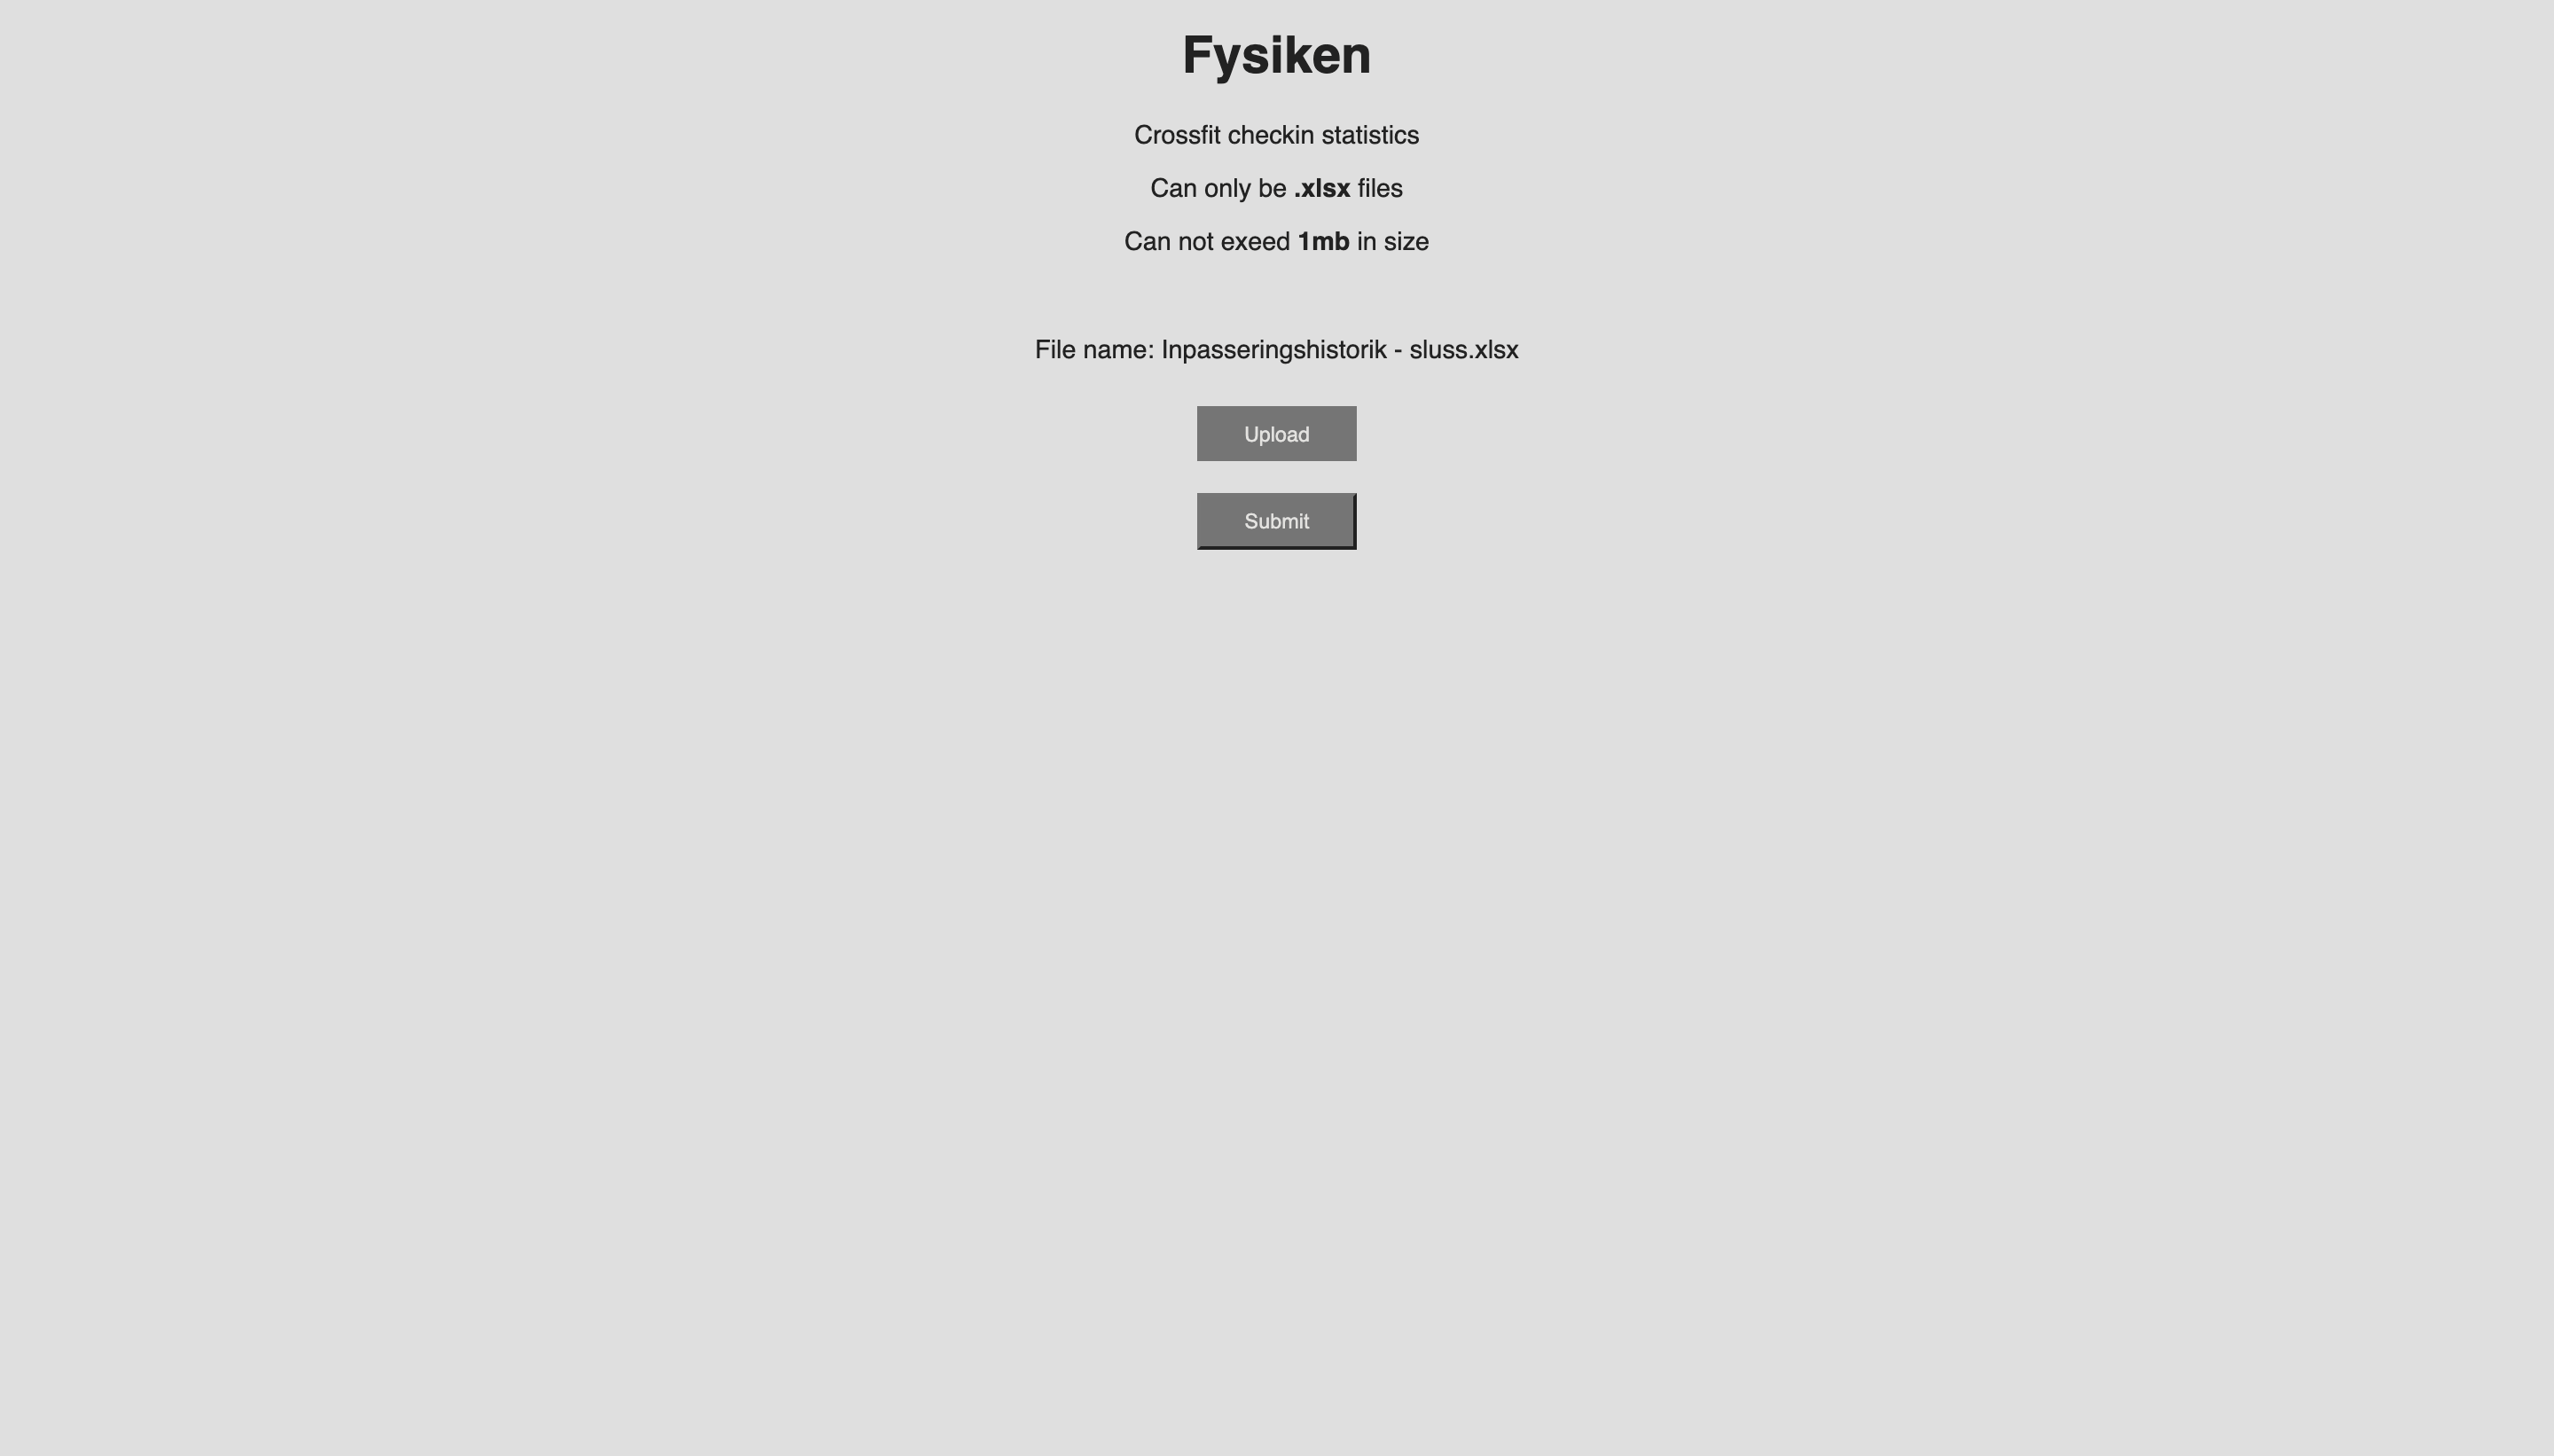 Fysiken
Crossfit checkin statistics
Can only be .xlsx files
Can not exeed 1mb in size
File name: Inpasseringshistorik - sluss.xlsx
Upload
Submit